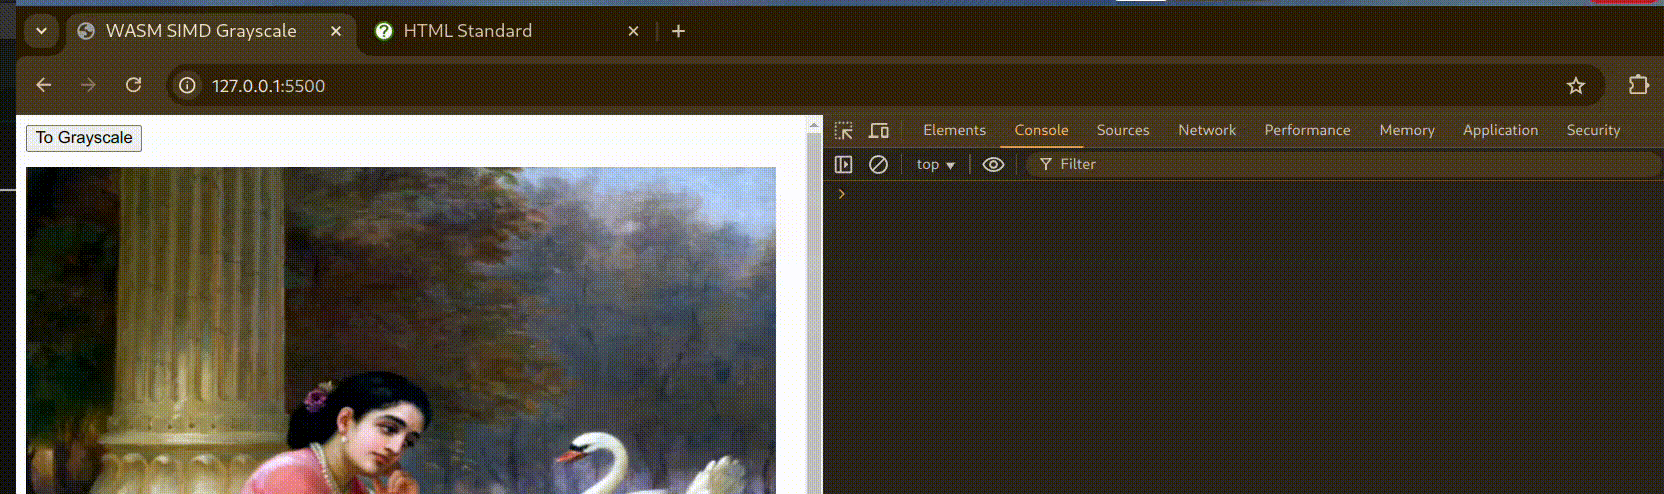 WASM SIMD Grayscale
HTML Standard
127.0.0.1:5500
To Grayscale
Elements Console Sources Network Performance Memory Application Security
top Filter